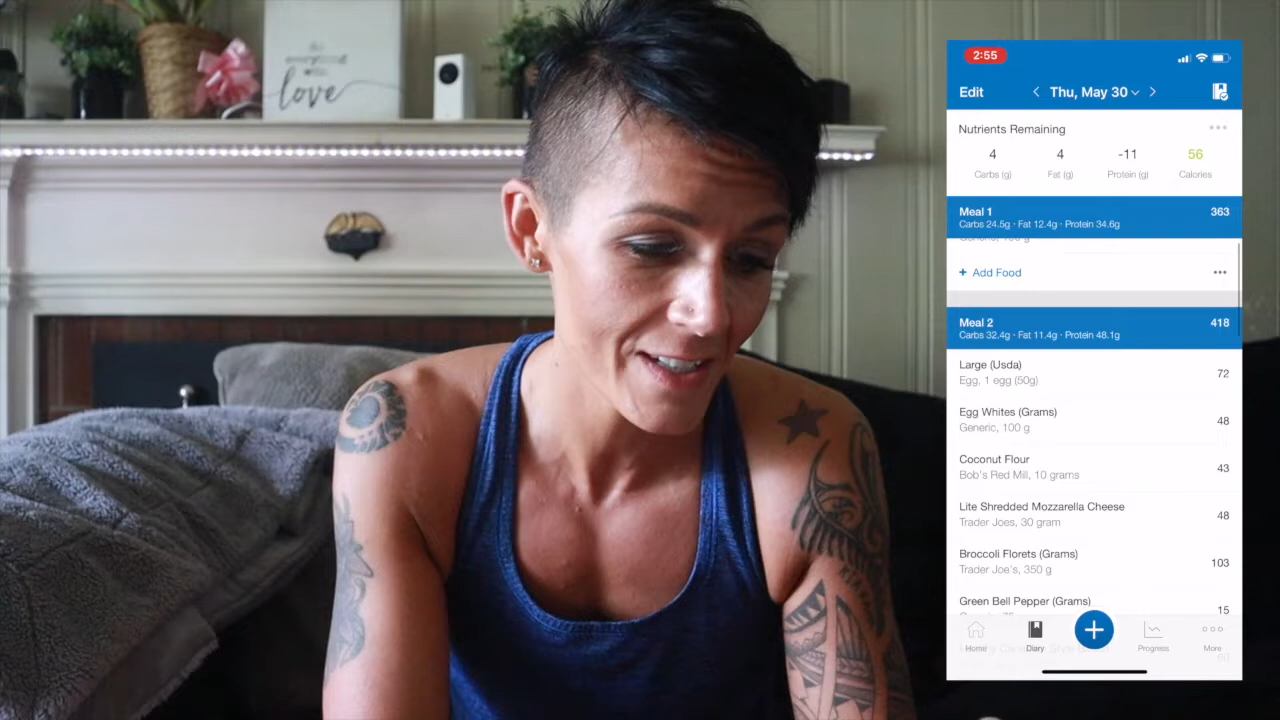 everything
love
2:55
Edit
Thu, May 30
Nutrients Remaining
4 4 -11 56
Carbs (g) Fat (g) Protein (g) Calories
Meal 1 363
Carbs 24.5g · Fat 12.4g · Protein 34.6g
Generic, 100 g
+ Add Food
Meal 2 418
Carbs 32.4g · Fat 11.4g · Protein 48.1g
Large (Usda)
Egg, 1 egg (50g) 72
Egg Whites (Grams)
Generic, 100 g 48
Coconut Flour
Bob's Red Mill, 10 grams 43
Lite Shredded Mozzarella Cheese
Trader Joes, 30 gram 48
Broccoli Florets (Grams)
Trader Joe's, 350 g 103
Green Bell Pepper (Grams) 15
60
Home Diary Progress More